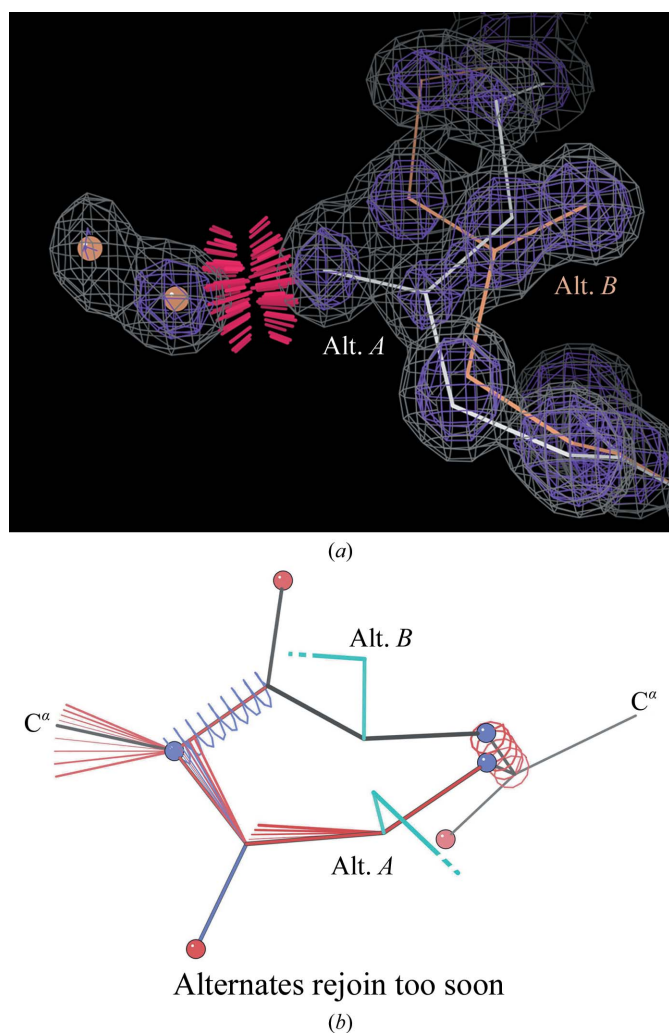 Alt. A
Alt. B
(a)
Alt. B
Cα
Cα
Alt. A
Alternates rejoin too soon
(b)